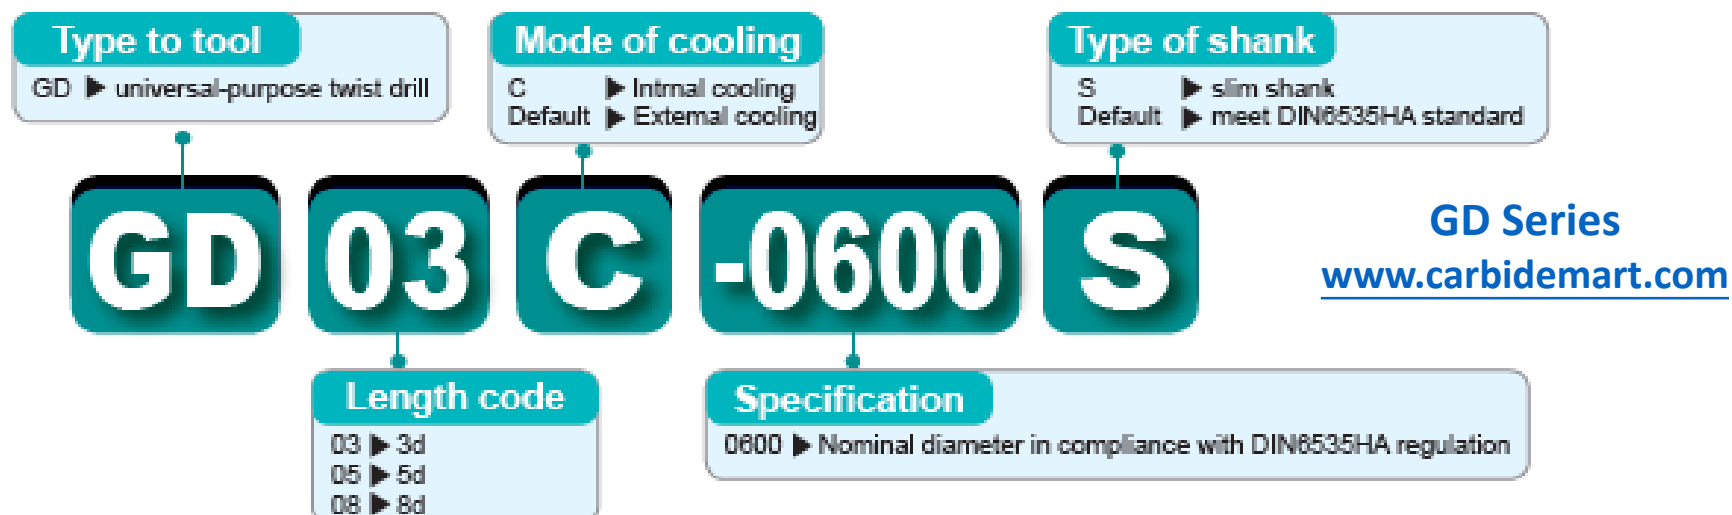 Type to tool
GD ▶ universal-purpose twist drill
Mode of cooling
C ▶ Intrnal cooling
Default ▶ External cooling
Type of shank
S ▶ slim shank
Default ▶ meet DIN6535HA standard
GD 03 C -0600 S
GD Series
www.carbidemart.com
Length code
03 ▶ 3d
05 ▶ 5d
08 ▶ 8d
Specification
0600 ▶ Nominal diameter in compliance with DIN6535HA regulation